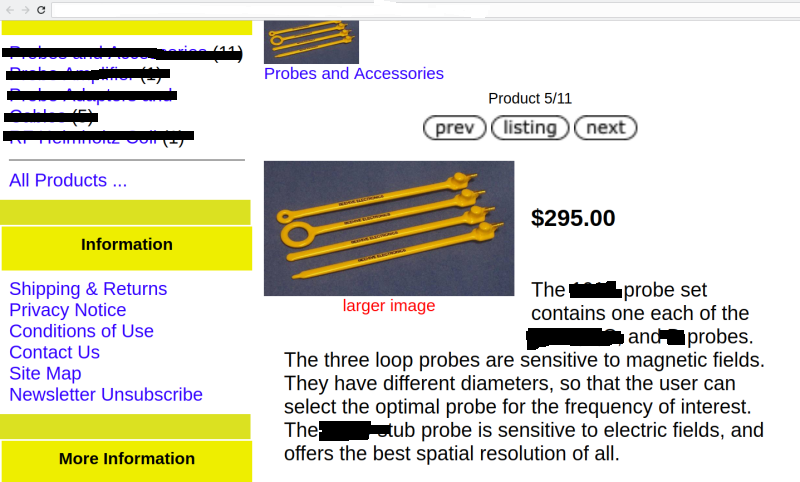 Probes and Accessories (11)
Probe Amplifier (1)
Probe Adapters and
Cables (5)
RF Helmholtz Coil (1)
All Products ...
Information
Shipping & Returns
Privacy Notice
Conditions of Use
Contact Us
Site Map
Newsletter Unsubscribe
More Information
Probes and Accessories
Product 5/11
prev listing next
larger image
$295.00
The probe set
contains one each of the
and probes.
The three loop probes are sensitive to magnetic fields.
They have different diameters, so that the user can
select the optimal probe for the frequency of interest.
The stub probe is sensitive to electric fields, and
offers the best spatial resolution of all.